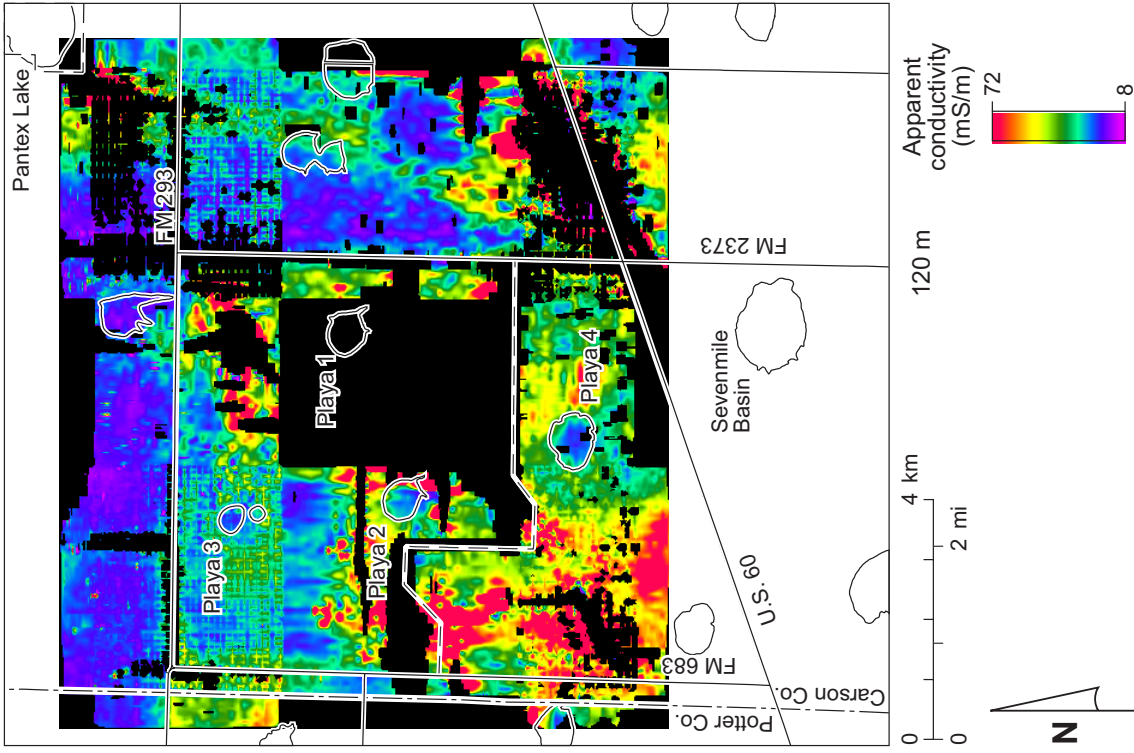 Pantex Lake
FM 293
Playa 3
Playa 1
Playa 2
Playa 4
FM 2373
Sevenmile
Basin
U.S. 60
FM 683
Carson Co.
Potter Co.
Apparent
conductivity
(mS/m)
72
8
120 m
0
4 km
0
2 mi
N